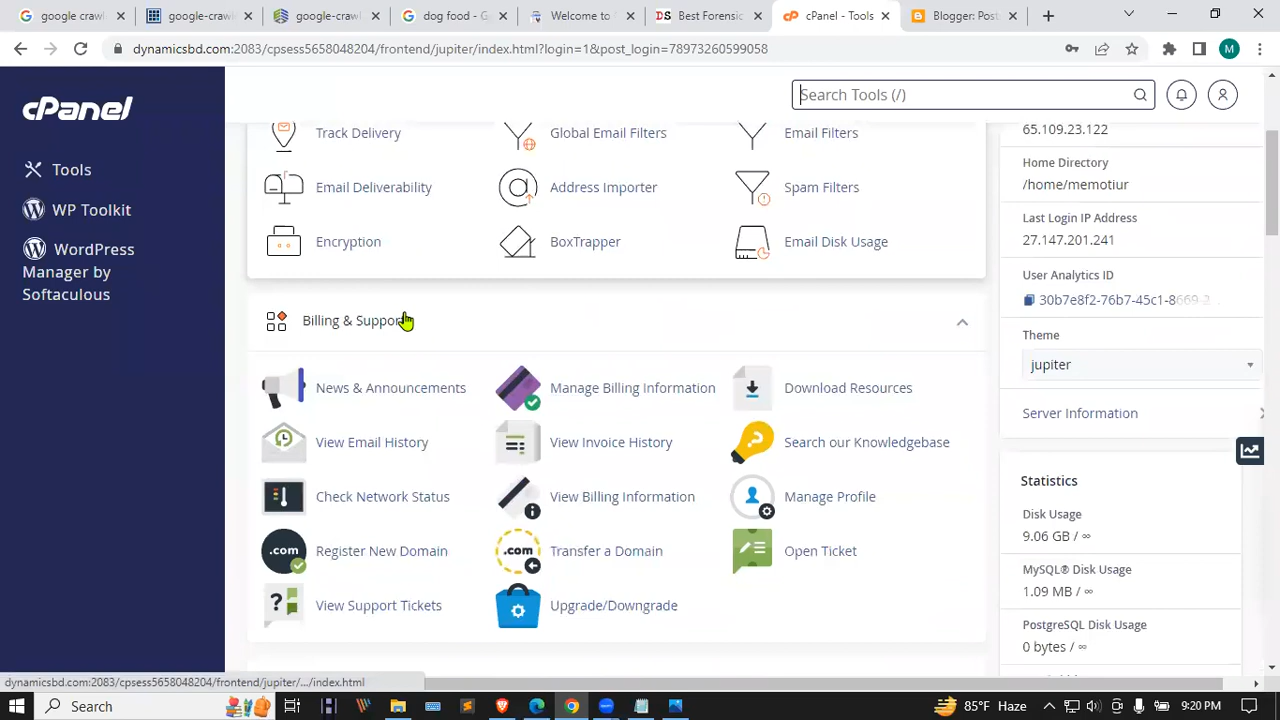 google-crawl
google-crawl
google-crawl
dog food - G
Welcome to
DS Best Forensic
cPanel - Tools
Blogger: Pos
dynamicsbd.com:2083/cpsess5658048204/frontend/jupiter/index.html?login=1&post_login=78973260599058
M
cPanel
Search Tools (/)
Tools
WP Toolkit
WordPress
Manager by
Softaculous
Track Delivery
Global Email Filters
Email Filters
Email Deliverability
Address Importer
Spam Filters
Encryption
BoxTrapper
Email Disk Usage
Billing & Support
News & Announcements
Manage Billing Information
Download Resources
View Email History
View Invoice History
Search our Knowledgebase
Check Network Status
View Billing Information
Manage Profile
.com
Register New Domain
.com
Transfer a Domain
Open Ticket
View Support Tickets
Upgrade/Downgrade
65.109.23.122
Home Directory
/home/memotiur
Last Login IP Address
27.147.201.241
User Analytics ID
30b7e8f2-76b7-45c1-8669-2
Theme
jupiter
Server Information
Statistics
Disk Usage
9.06 GB / ∞
MySQL® Disk Usage
1.09 MB / ∞
PostgreSQL Disk Usage
0 bytes / ∞
dynamicsbd.com:2083/cpsess5658048204/frontend/jupiter/.../index.html
Search
85°F Haze
9:20 PM